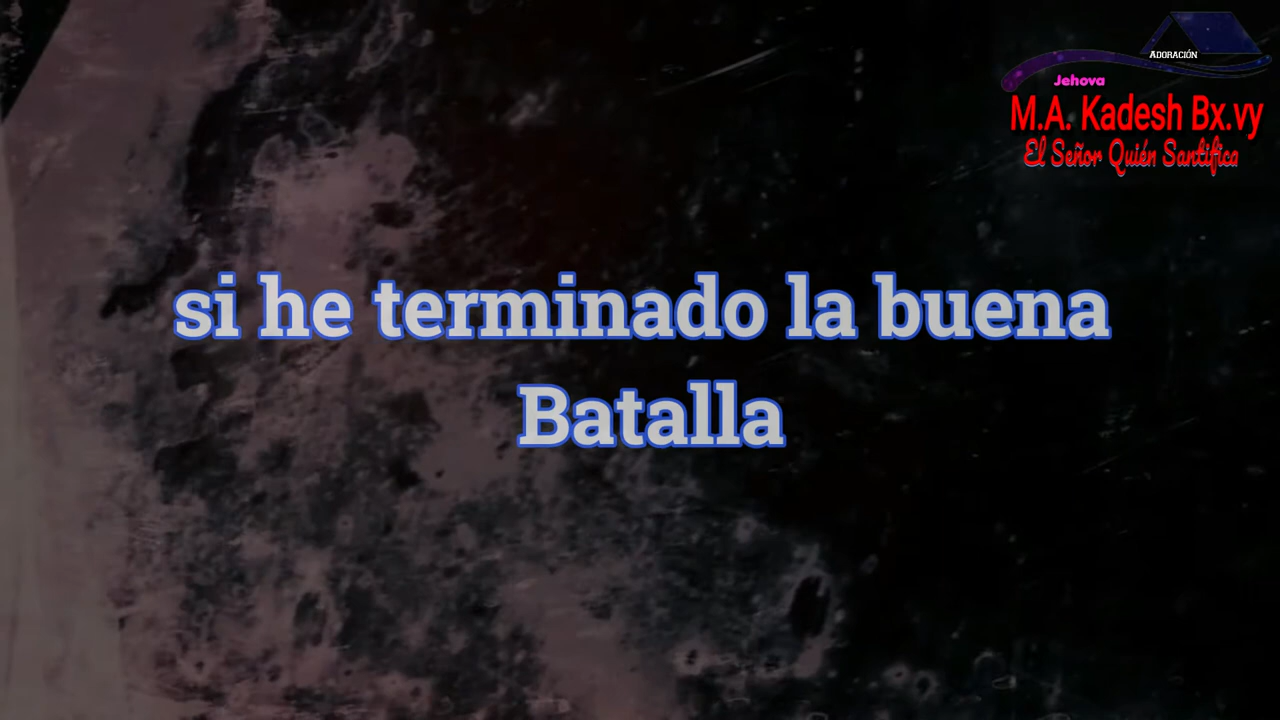 ADORACIÓN
Jehova
M.A. Kadesh Bx.vy
El Señor Quién Santifica
si he terminado la buena
Batalla